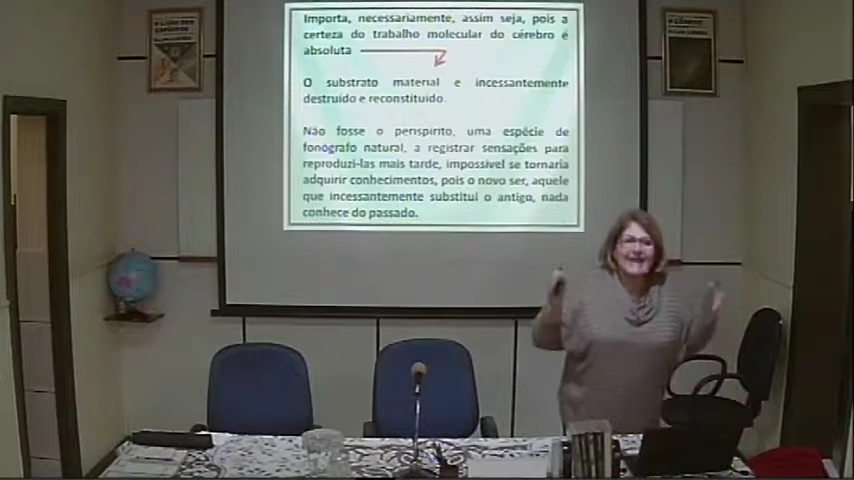 Importa, necessariamente, assim seja, pois a
certeza do trabalho molecular do cérebro é
absoluta
O substrato material e incessantemente
destruído e reconstituído.
Não fosse o perispírito, uma espécie de
fonógrafo natural, a registrar sensações para
reproduzi-las mais tarde, impossível se tornaria
adquirir conhecimentos, pois o novo ser, aquele
que incessantemente substitui o antigo, nada
conhece do passado.